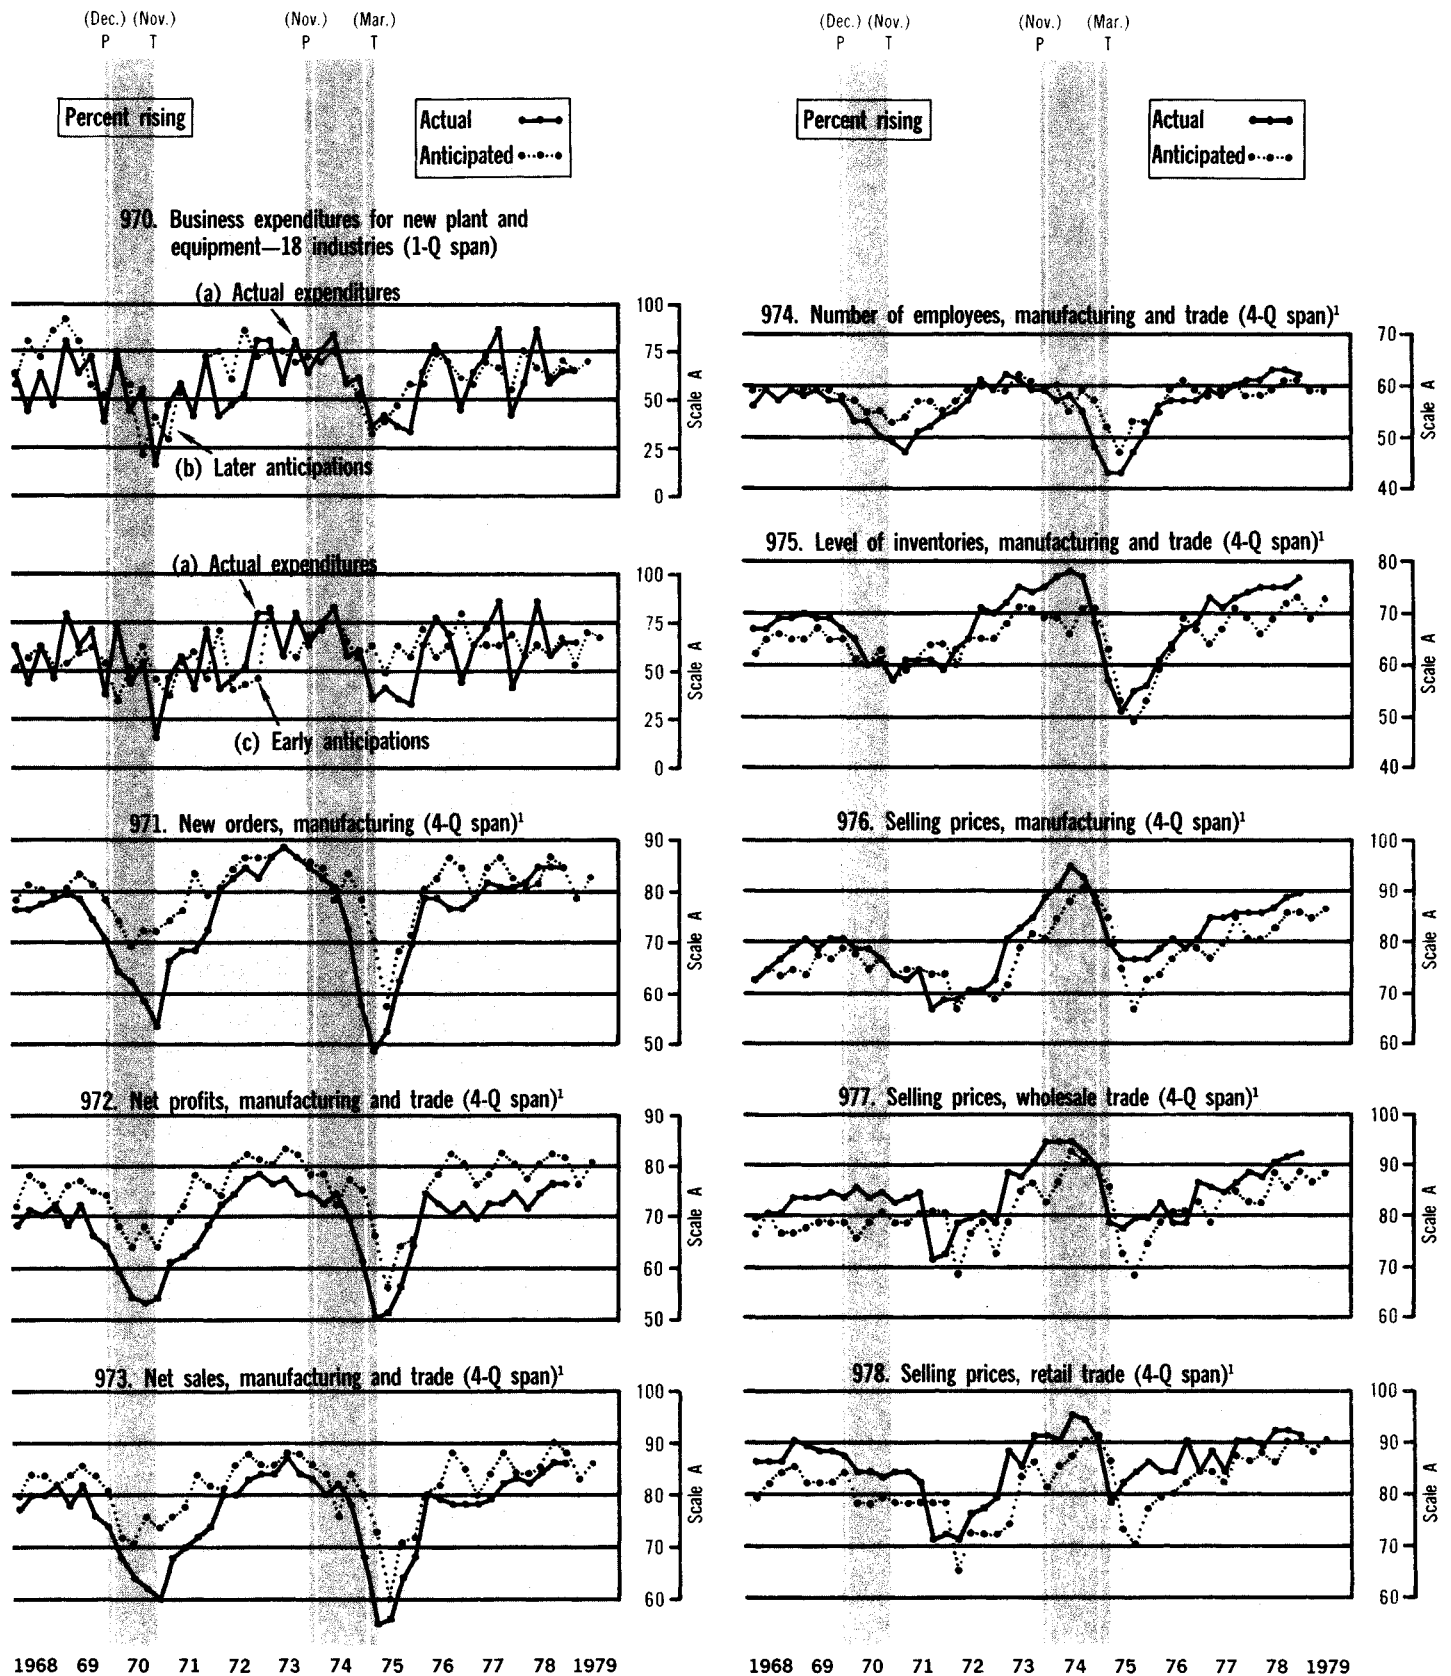 (Dec.) (Nov.) (Nov.) (Mar.)
P T P T
Percent rising
Actual
Anticipated
970. Business expenditures for new plant and
equipment—18 industries (1-Q span)
(a) Actual expenditures
100
75
50
25
0
Scale A
(b) Later anticipations
(a) Actual expenditures
100
75
50
25
0
Scale A
(c) Early anticipations
971. New orders, manufacturing (4-Q span)¹
90
80
70
60
50
Scale A
972. Net profits, manufacturing and trade (4-Q span)¹
90
80
70
60
50
Scale A
973. Net sales, manufacturing and trade (4-Q span)¹
100
90
80
70
60
Scale A
1968 69 70 71 72 73 74 75 76 77 78 1979
(Dec.) (Nov.) (Nov.) (Mar.)
P T P T
Percent rising
Actual
Anticipated
974. Number of employees, manufacturing and trade (4-Q span)¹
70
60
50
40
Scale A
975. Level of inventories, manufacturing and trade (4-Q span)¹
80
70
60
50
40
Scale A
976. Selling prices, manufacturing (4-Q span)¹
100
90
80
70
60
Scale A
977. Selling prices, wholesale trade (4-Q span)¹
100
90
80
70
60
Scale A
978. Selling prices, retail trade (4-Q span)¹
100
90
80
70
60
Scale A
1968 69 70 71 72 73 74 75 76 77 78 1979